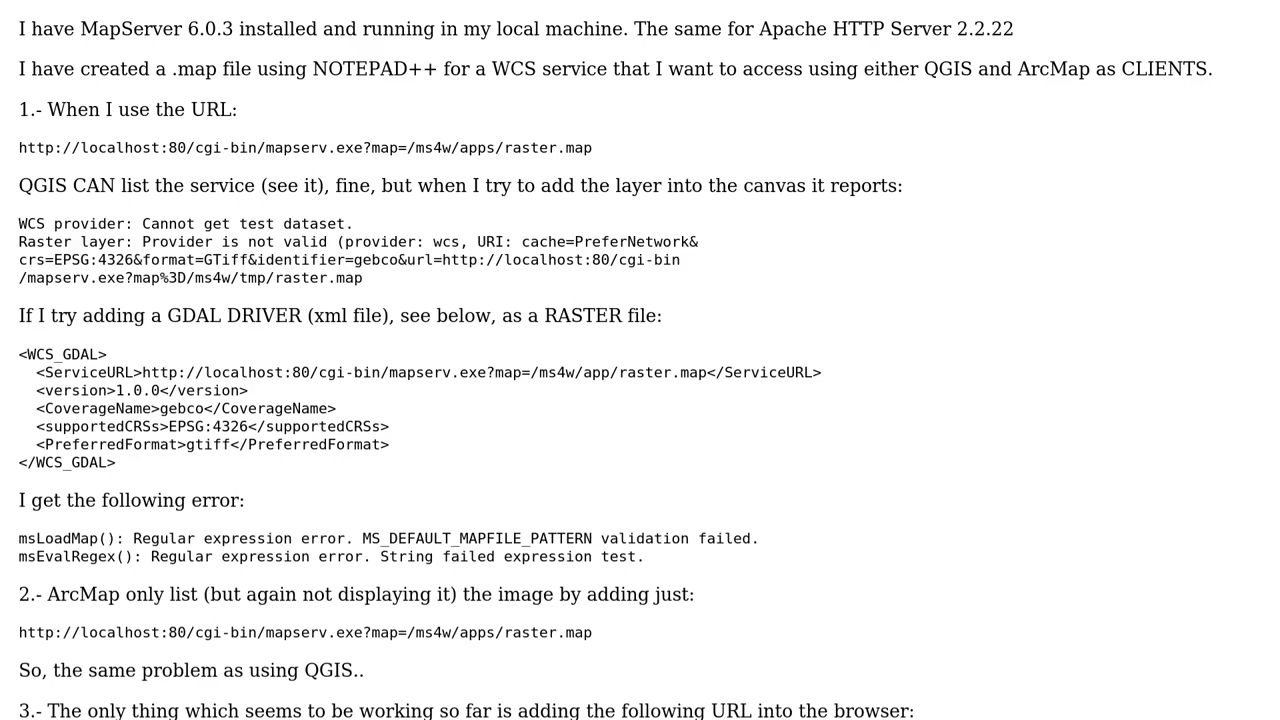 I have MapServer 6.0.3 installed and running in my local machine. The same for Apache HTTP Server 2.2.22
I have created a .map file using NOTEPAD++ for a WCS service that I want to access using either QGIS and ArcMap as CLIENTS.
1.- When I use the URL:
http://localhost:80/cgi-bin/mapserv.exe?map=/ms4w/apps/raster.map
QGIS CAN list the service (see it), fine, but when I try to add the layer into the canvas it reports:
WCS provider: Cannot get test dataset.
Raster layer: Provider is not valid (provider: wcs, URI: cache=PreferNetwork&
crs=EPSG:4326&format=GTiff&identifier=gebco&url=http://localhost:80/cgi-bin
/mapserv.exe?map%3D/ms4w/tmp/raster.map
If I try adding a GDAL DRIVER (xml file), see below, as a RASTER file:
<WCS_GDAL>
  <ServiceURL>http://localhost:80/cgi-bin/mapserv.exe?map=/ms4w/app/raster.map</ServiceURL>
  <version>1.0.0</version>
  <CoverageName>gebco</CoverageName>
  <supportedCRSs>EPSG:4326</supportedCRSs>
  <PreferredFormat>gtiff</PreferredFormat>
</WCS_GDAL>
I get the following error:
msLoadMap(): Regular expression error. MS_DEFAULT_MAPFILE_PATTERN validation failed.
msEvalRegex(): Regular expression error. String failed expression test.
2.- ArcMap only list (but again not displaying it) the image by adding just:
http://localhost:80/cgi-bin/mapserv.exe?map=/ms4w/apps/raster.map
So, the same problem as using QGIS..
3.- The only thing which seems to be working so far is adding the following URL into the browser: